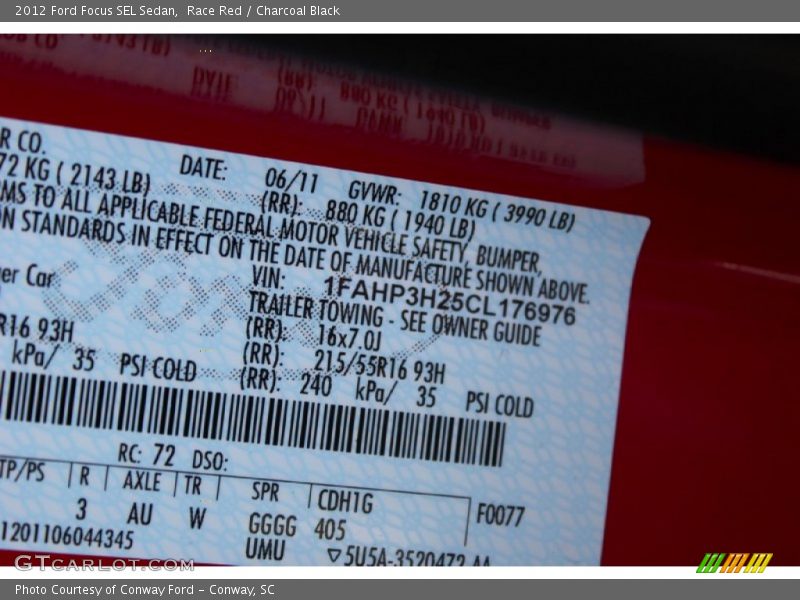 2012 Ford Focus SEL Sedan, Race Red / Charcoal Black
R CO.
DATE: 06/11 GVWR: 1810 KG ( 3990 LB)
72 KG ( 2143 LB) (RR): 880 KG ( 1940 LB)
MS TO ALL APPLICABLE FEDERAL MOTOR VEHICLE SAFETY, BUMPER,
N STANDARDS IN EFFECT ON THE DATE OF MANUFACTURE SHOWN ABOVE.
VIN: 1FAHP3H25CL176976
ger Car
TRAILER TOWING - SEE OWNER GUIDE
(RR): 16x7.0J
R16 93H (RR): 215/55R16 93H
kPa/ 35 PSI COLD (RR): 240 kPa/ 35 PSI COLD
RC: 72 DSO:
TP/PS R AXLE TR SPR CDH1G F0077
3 AU W GGGG 405
1201106044345 UMU ▽5U5A-3520472 AA
GTCARLOT.COM
Photo Courtesy of Conway Ford – Conway, SC